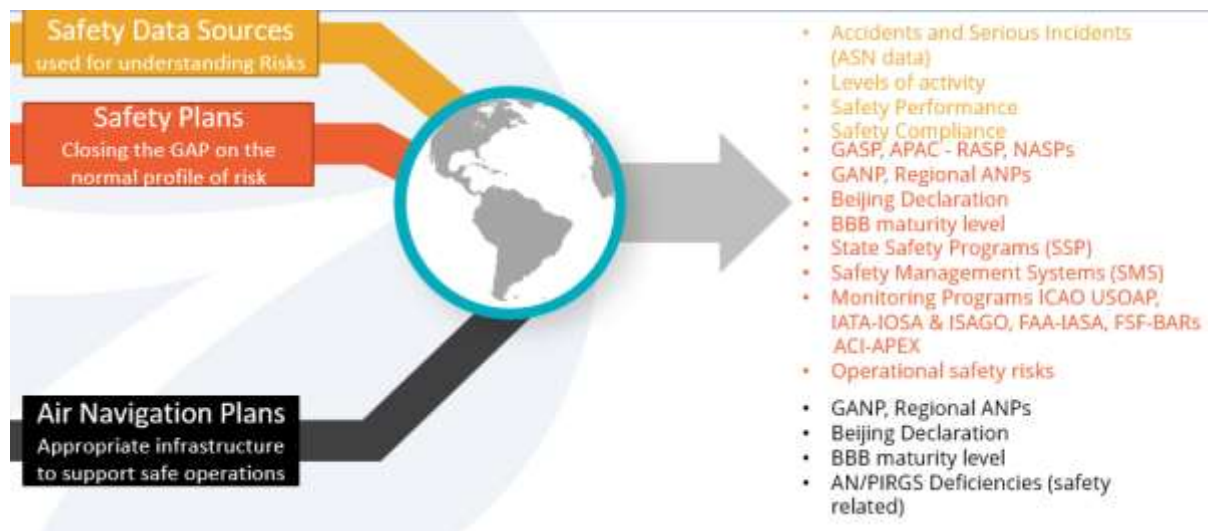 Safety Data Sources
used for understanding Risks
Safety Plans
Closing the GAP on the
normal profile of risk
Air Navigation Plans
Appropriate infrastructure
to support safe operations
• Accidents and Serious Incidents
(ASN data)
• Levels of activity
• Safety Performance
• Safety Compliance
• GASP, APAC - RASP, NASPs
• GANP, Regional ANPs
• Beijing Declaration
• BBB maturity level
• State Safety Programs (SSP)
• Safety Management Systems (SMS)
• Monitoring Programs ICAO USOAP,
IATA-IOSA & ISAGO, FAA-IASA, FSF-BARs
ACI-APEX
• Operational safety risks
• GANP, Regional ANPs
• Beijing Declaration
• BBB maturity level
• AN/PIRGS Deficiencies (safety
related)